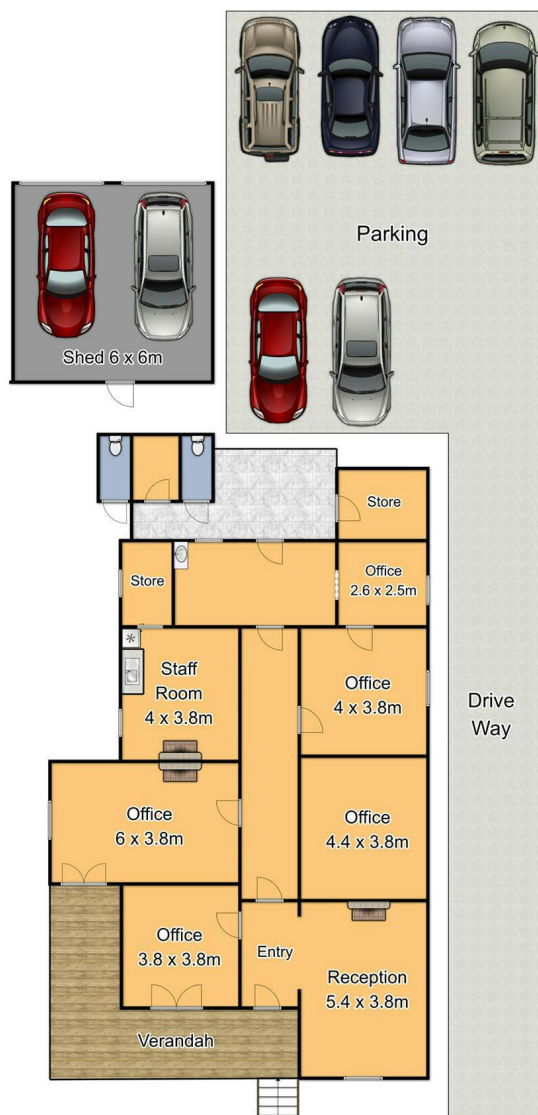 Parking
Shed 6 x 6m
Store
Store
Office
2.6 x 2.5m
Staff
Room
4 x 3.8m
Office
4 x 3.8m
Drive
Way
Office
6 x 3.8m
Office
4.4 x 3.8m
Office
3.8 x 3.8m
Entry
Reception
5.4 x 3.8m
Verandah